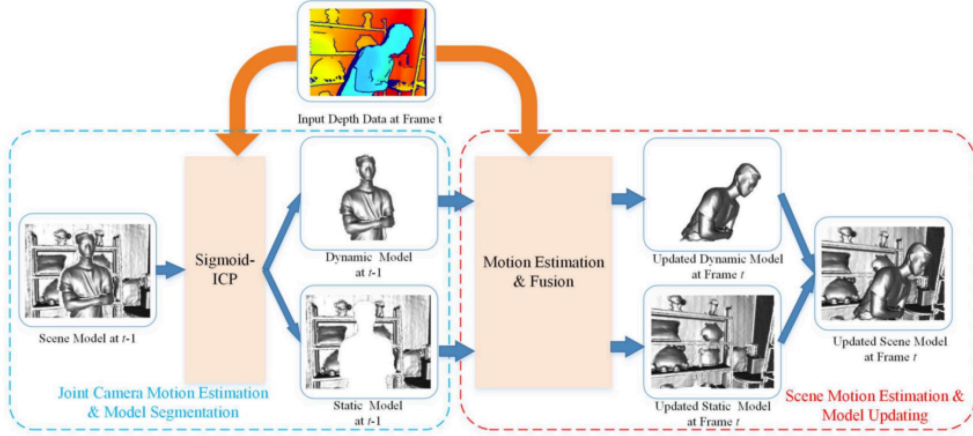 Input Depth Data at Frame t
Sigmoid-
ICP
Scene Model at t-1
Dynamic Model
at t-1
Static Model
at t-1
Joint Camera Motion Estimation
& Model Segmentation
Motion Estimation
& Fusion
Updated Dynamic Model
at Frame t
Updated Static Model
at Frame t
Updated Scene Model
at Frame t
Scene Motion Estimation &
Model Updating